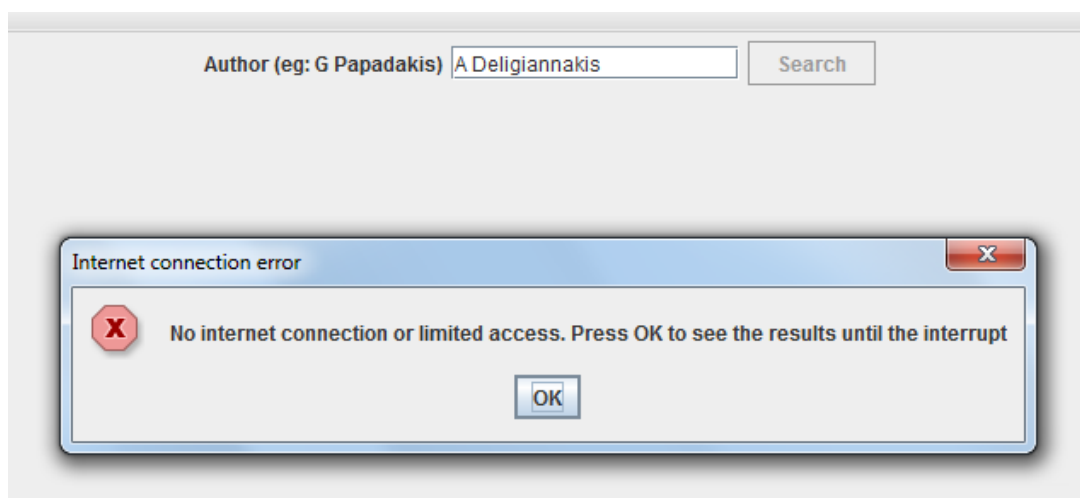 Author (eg: G Papadakis) A Deligiannakis Search
Internet connection error
No internet connection or limited access. Press OK to see the results until the interrupt
OK